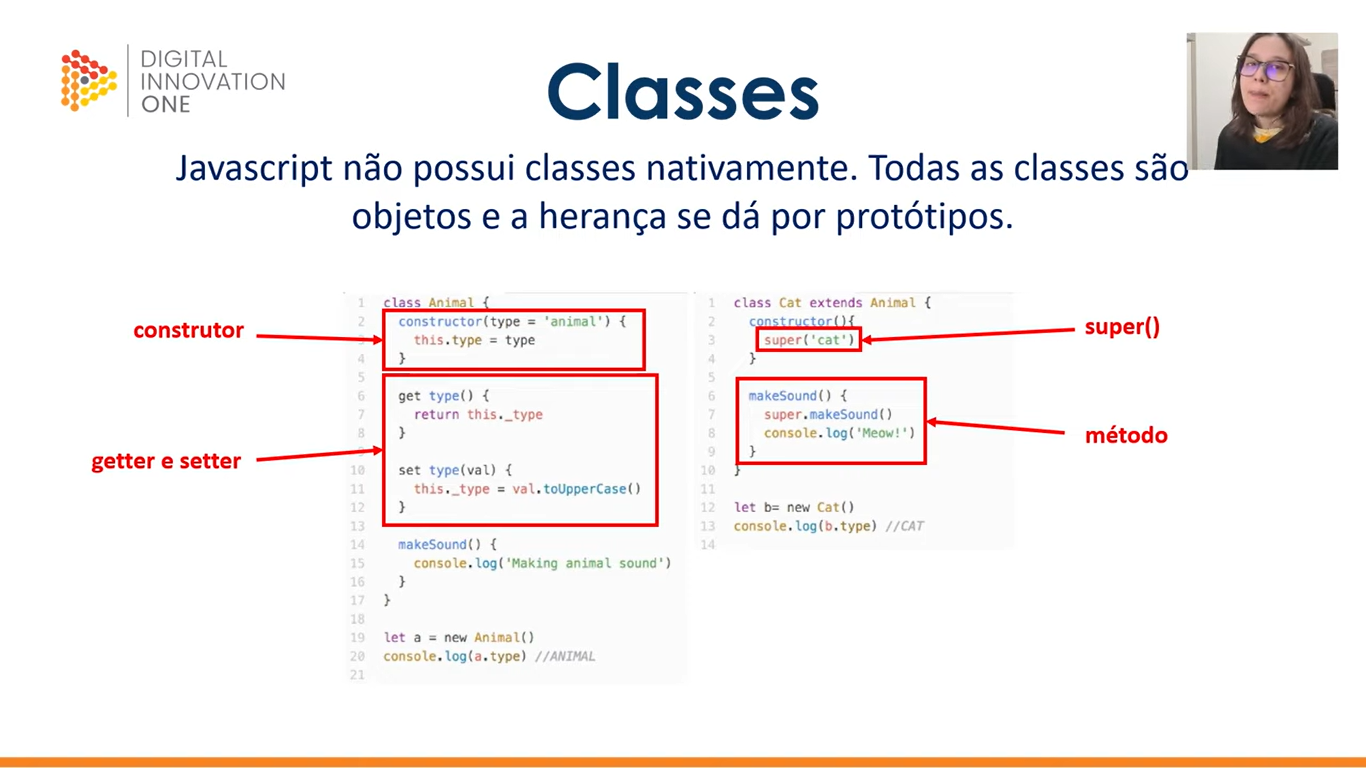 DIGITAL
INNOVATION
ONE
Classes
Javascript não possui classes nativamente. Todas as classes são
objetos e a herança se dá por protótipos.
construtor
getter e setter
1 class Animal {
2 constructor(type = 'animal') {
3 this.type = type
4 }
5
6 get type() {
7 return this._type
8 }
9
10 set type(val) {
11 this._type = val.toUpperCase()
12 }
13
14 makeSound() {
15 console.log('Making animal sound')
16 }
17 }
18
19 let a = new Animal()
20 console.log(a.type) //ANIMAL
21
1 class Cat extends Animal {
2 constructor(){
3 super('cat')
4 }
5
6 makeSound() {
7 super.makeSound()
8 console.log('Meow!')
9 }
10 }
11
12 let b= new Cat()
13 console.log(b.type) //CAT
14
super()
método